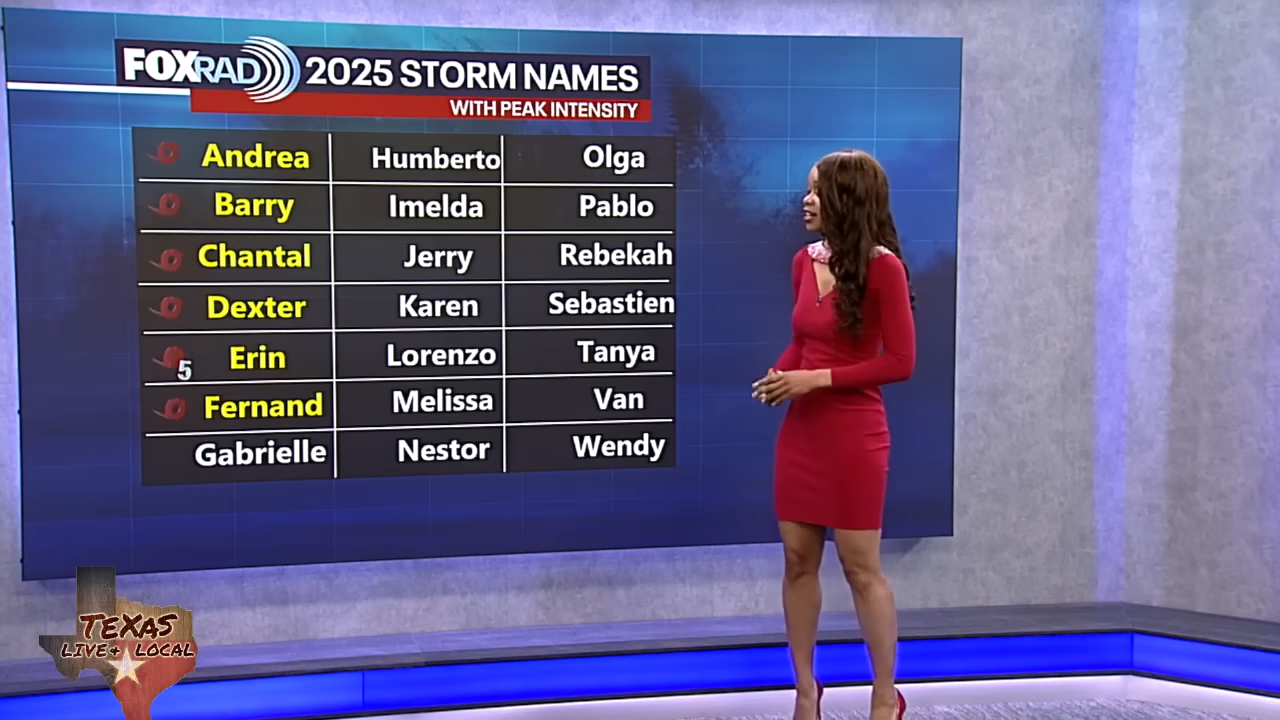 FOXRAD 2025 STORM NAMES
WITH PEAK INTENSITY
Andrea Humberto Olga
Barry Imelda Pablo
Chantal Jerry Rebekah
Dexter Karen Sebastien
5 Erin Lorenzo Tanya
Fernand Melissa Van
Gabrielle Nestor Wendy
TEXAS
LIVE+ LOCAL